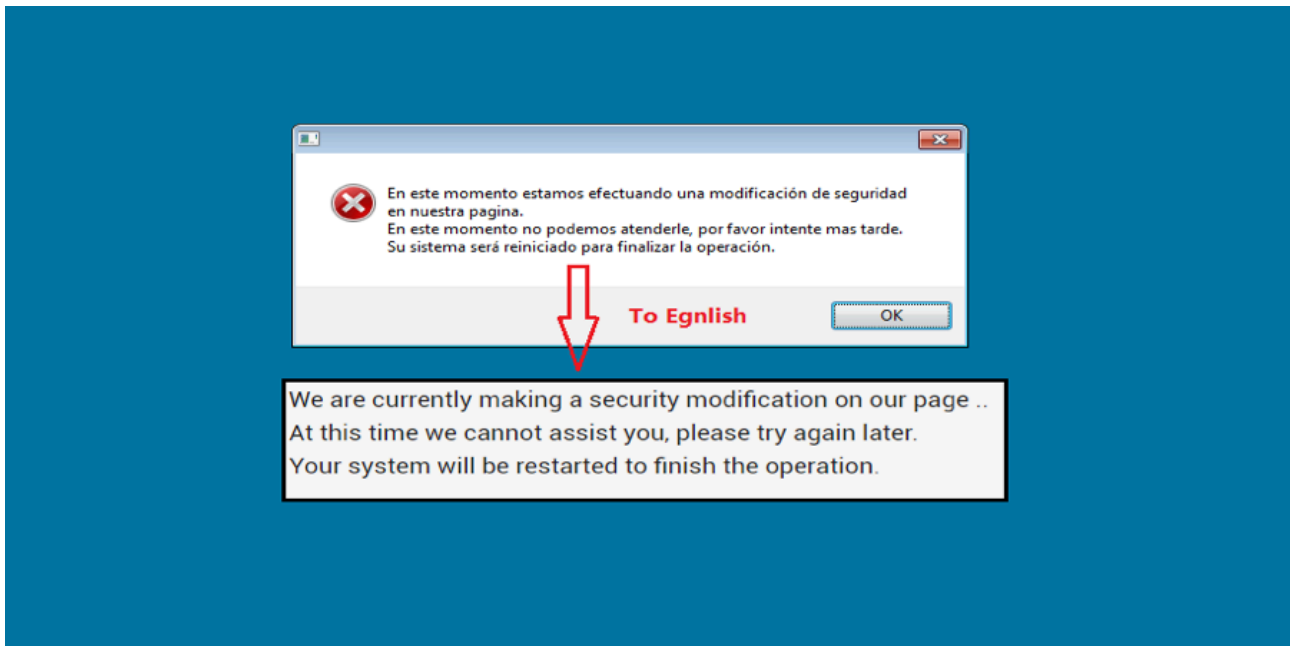 En este momento estamos efectuando una modificación de seguridad
en nuestra pagina.
En este momento no podemos atenderle, por favor intente mas tarde.
Su sistema será reiniciado para finalizar la operación.
To Egnlish
OK
We are currently making a security modification on our page ..
At this time we cannot assist you, please try again later.
Your system will be restarted to finish the operation.